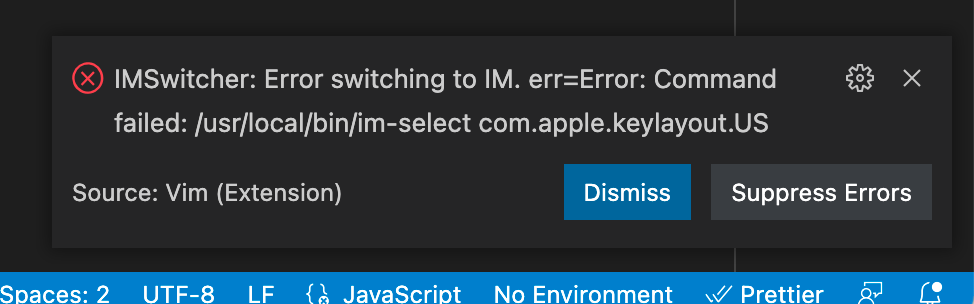 IMSwitcher: Error switching to IM. err=Error: Command
failed: /usr/local/bin/im-select com.apple.keylayout.US
Source: Vim (Extension)
Dismiss
Suppress Errors
Spaces: 2 UTF-8 LF JavaScript No Environment Prettier